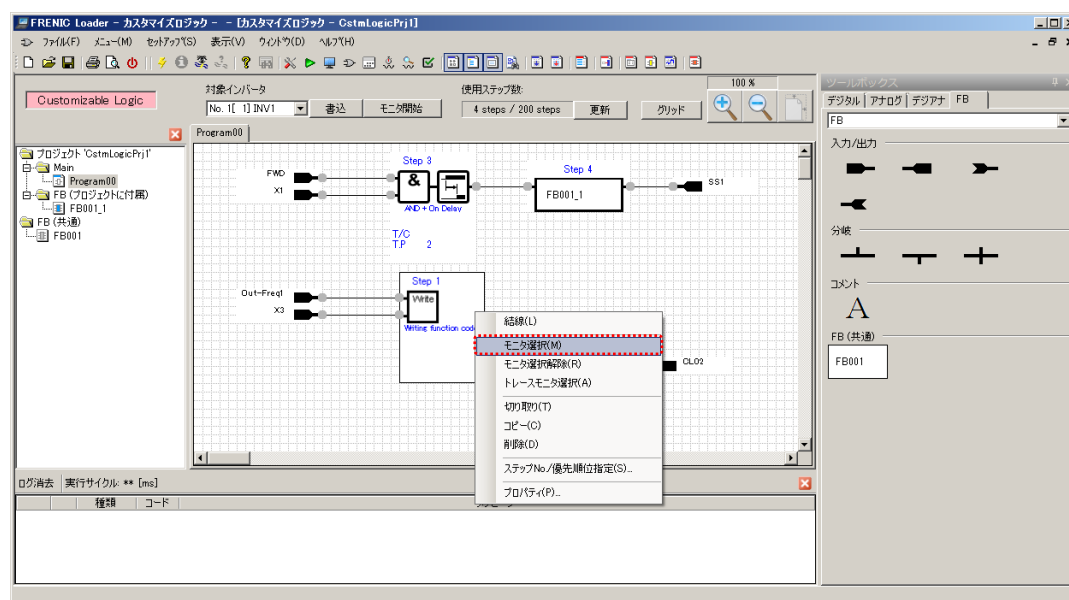 FRENIC Loader - カスタマイズロジック - - [カスタマイズロジック - CstmLogicPrj1]
ファイル(F) メニュー(M) セットアップ(S) 表示(V) ウィンドウ(D) ヘルプ(H)
Customizable Logic
対象インバータ
No. 1[ 1] INV1
書込
モニタ開始
使用ステップ数:
4 steps / 200 steps
更新
グリッド
100 %
プロジェクト 'CstmLogicPrj1'
Main
Program00
FB (プロジェクトに付属)
FB001_1
FB (共通)
FB001
Program00
FWD
X1
Step 3
&
AND + On Delay
T/C
T.P 2
Step 4
FB001_1
SS1
Out-Freq1
X3
Step 1
Write
Writing function code
CLO2
結線(L)
モニタ選択(M)
モニタ選択解除(R)
トレースモニタ選択(A)
切り取り(T)
コピー(C)
削除(D)
ステップNo/優先順位指定(S)...
プロパティ(P)...
ツールボックス
デジタル アナログ デジアナ FB
FB
入力/出力
分岐
コメント
A
FB (共通)
FB001
ログ消去 実行サイクル: ** [ms]
種類 コード